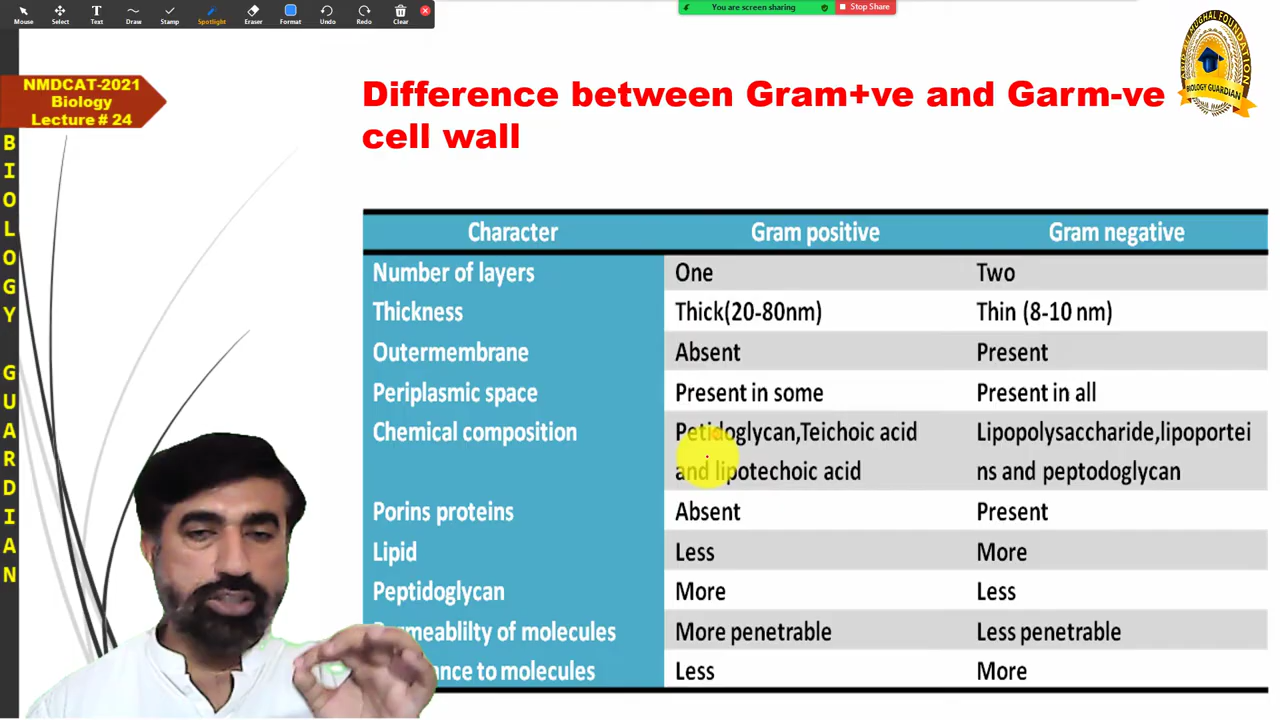 Mouse
Select
Text
Draw
Stamp
Spotlight
Eraser
Format
Undo
Redo
Clear
You are screen sharing
Stop Share
NMDCAT-2021
Biology
Lecture # 24
BIOLOGY GUARDIAN
Difference between Gram+ve and Garm-ve
cell wall
BIOLOGY GUARDIAN
Character Gram positive Gram negative
Number of layers One Two
Thickness Thick(20-80nm) Thin (8-10 nm)
Outermembrane Absent Present
Periplasmic space Present in some Present in all
Chemical composition Petidoglycan,Teichoic acid Lipopolysaccharide,lipoportei
and lipotechoic acid ns and peptodoglycan
Porins proteins Absent Present
Lipid Less More
Peptidoglycan More Less
Permeablilty of molecules More penetrable Less penetrable
to molecules Less More